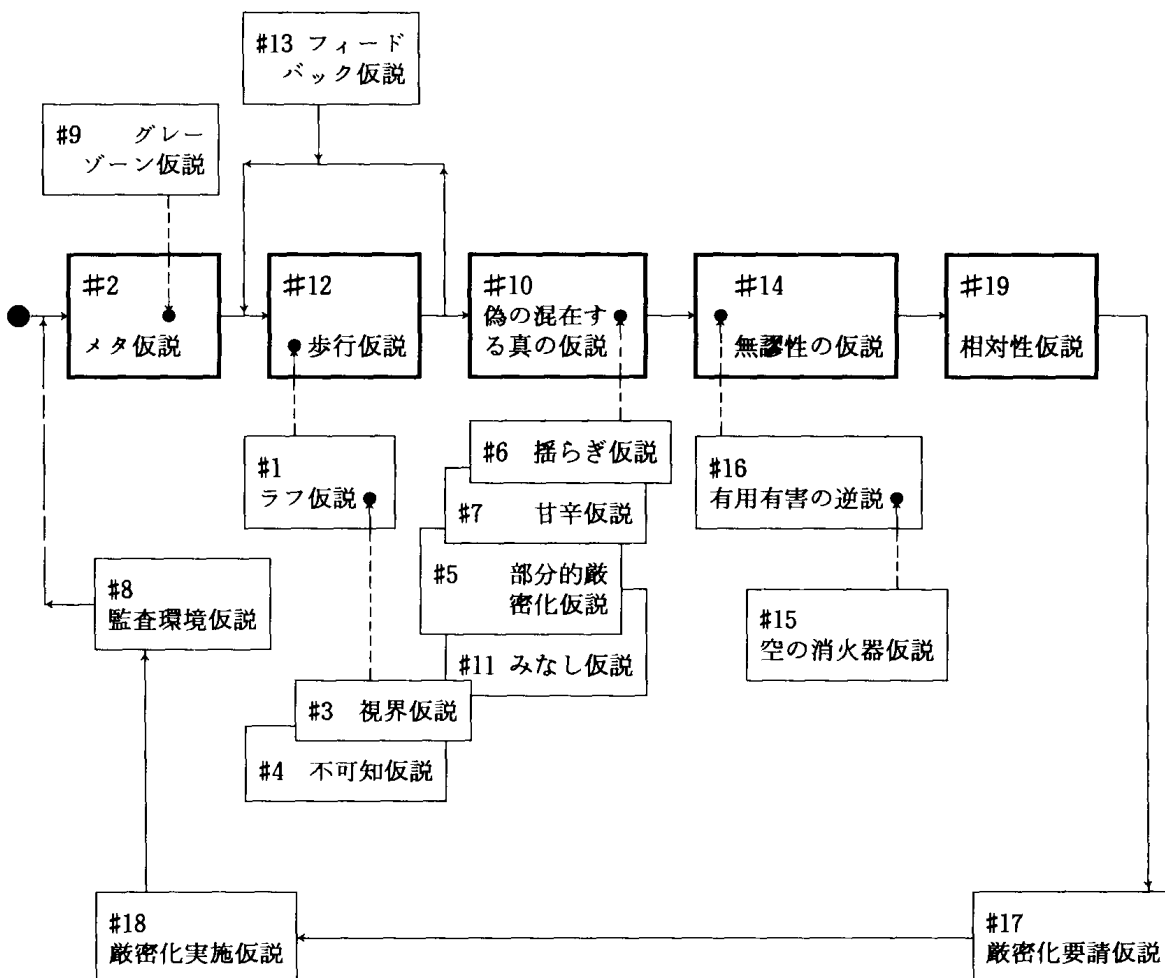 #13 フィード
バック仮説
#9 グレー
ゾーン仮説
#2
メタ仮説
#12
歩行仮説
#10
偽の混在す
る真の仮説
#14
無謬性の仮説
#19
相対性仮説
#6 揺らぎ仮説
#1
ラフ仮説
#7 甘辛仮説
#16
有用有害の逆説
#5 部分的厳
密化仮説
#8
監査環境仮説
#11 みなし仮説
#15
空の消火器仮説
#3 視界仮説
#4 不可知仮説
#18
厳密化実施仮説
#17
厳密化要請仮説